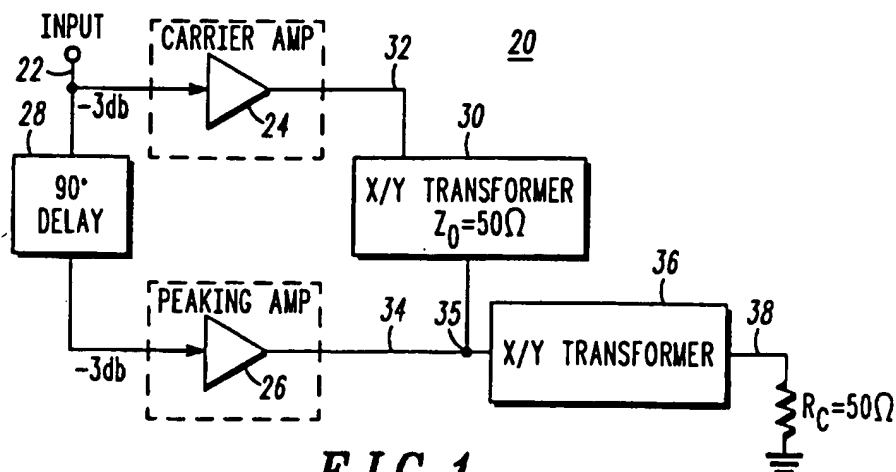 INPUT
CARRIER AMP
20
22
32
-3db
24
28
30
90°
DELAY
X/Y TRANSFORMER
Z0=50Ω
36
PEAKING AMP
34
35
38
X/Y TRANSFORMER
-3db
26
RC=50Ω
FIG. 1